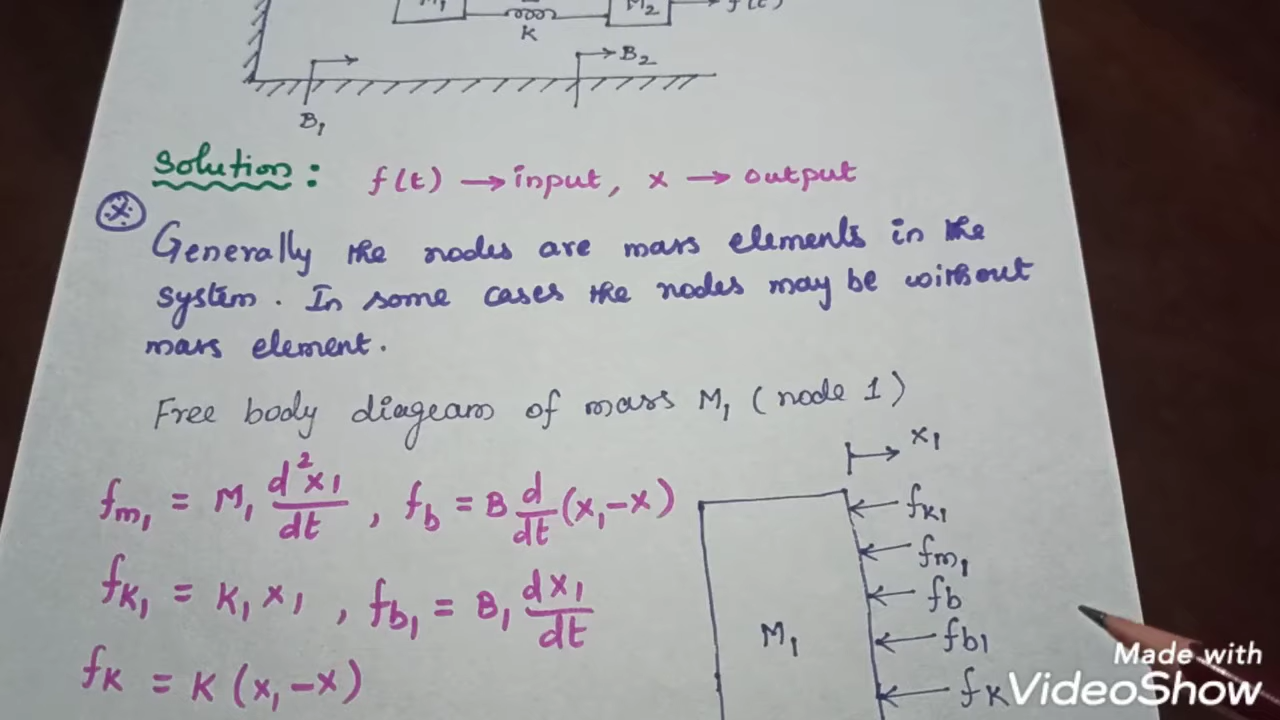 M₁ K M₂ f(t)
B₂
B₁
Solution: f(t) → input, x → output
Generally the nodes are mass elements in the
system. In some cases the nodes may be without
mass element.
Free body diagram of mass M₁ (node 1)
x₁
fm₁ = M₁ d²x₁/dt, fb = B d/dt (x₁-x)
fk₁ = K₁ x₁, fb₁ = B₁ dx₁/dt
fk = K (x₁-x)
fk₁
fm₁
fb
fb₁
fk
M₁
Made with
VideoShow